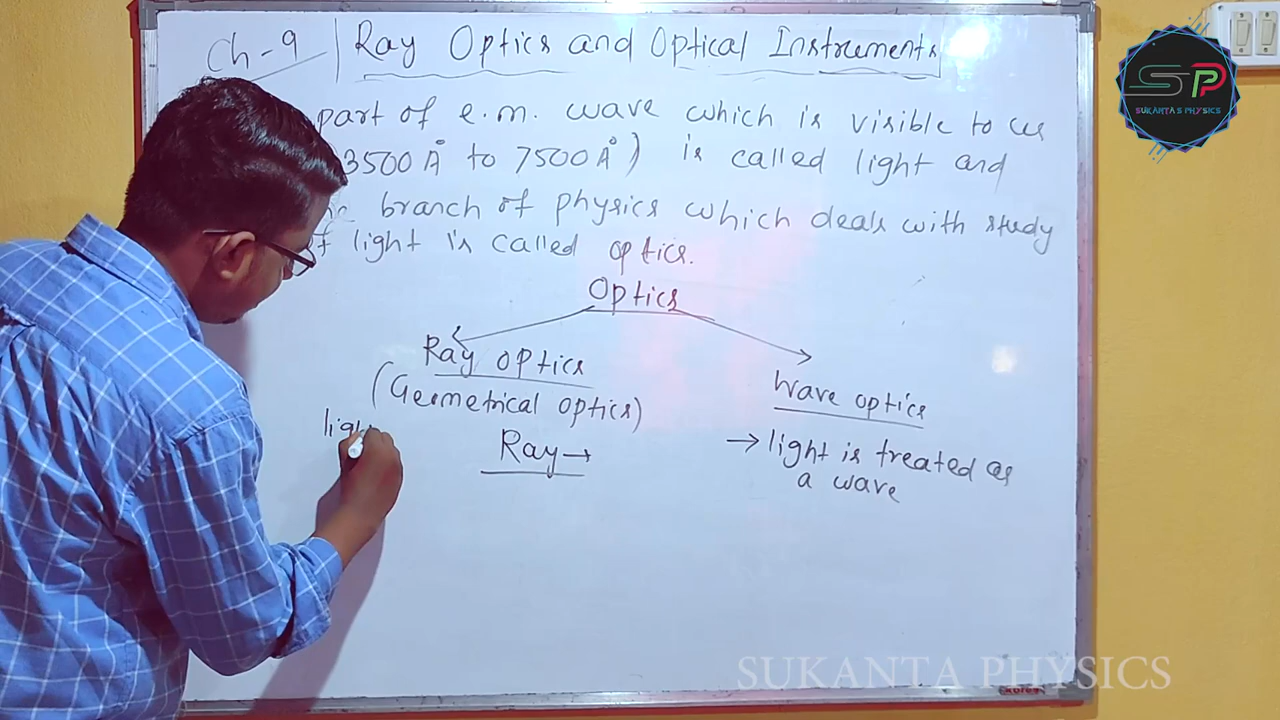 Ch-9 | Ray Optics and Optical Instruments
part of e.m. wave which is visible to us
3500 A° to 7500 A°) is called light and
branch of physics which deals with study
light is called optics.
Optics
Ray optics
(Geometrical optics)
Wave optics
Ray →
→ light is treated as
a wave
SP
SUKANTA'S PHYSICS
SUKANTA PHYSICS